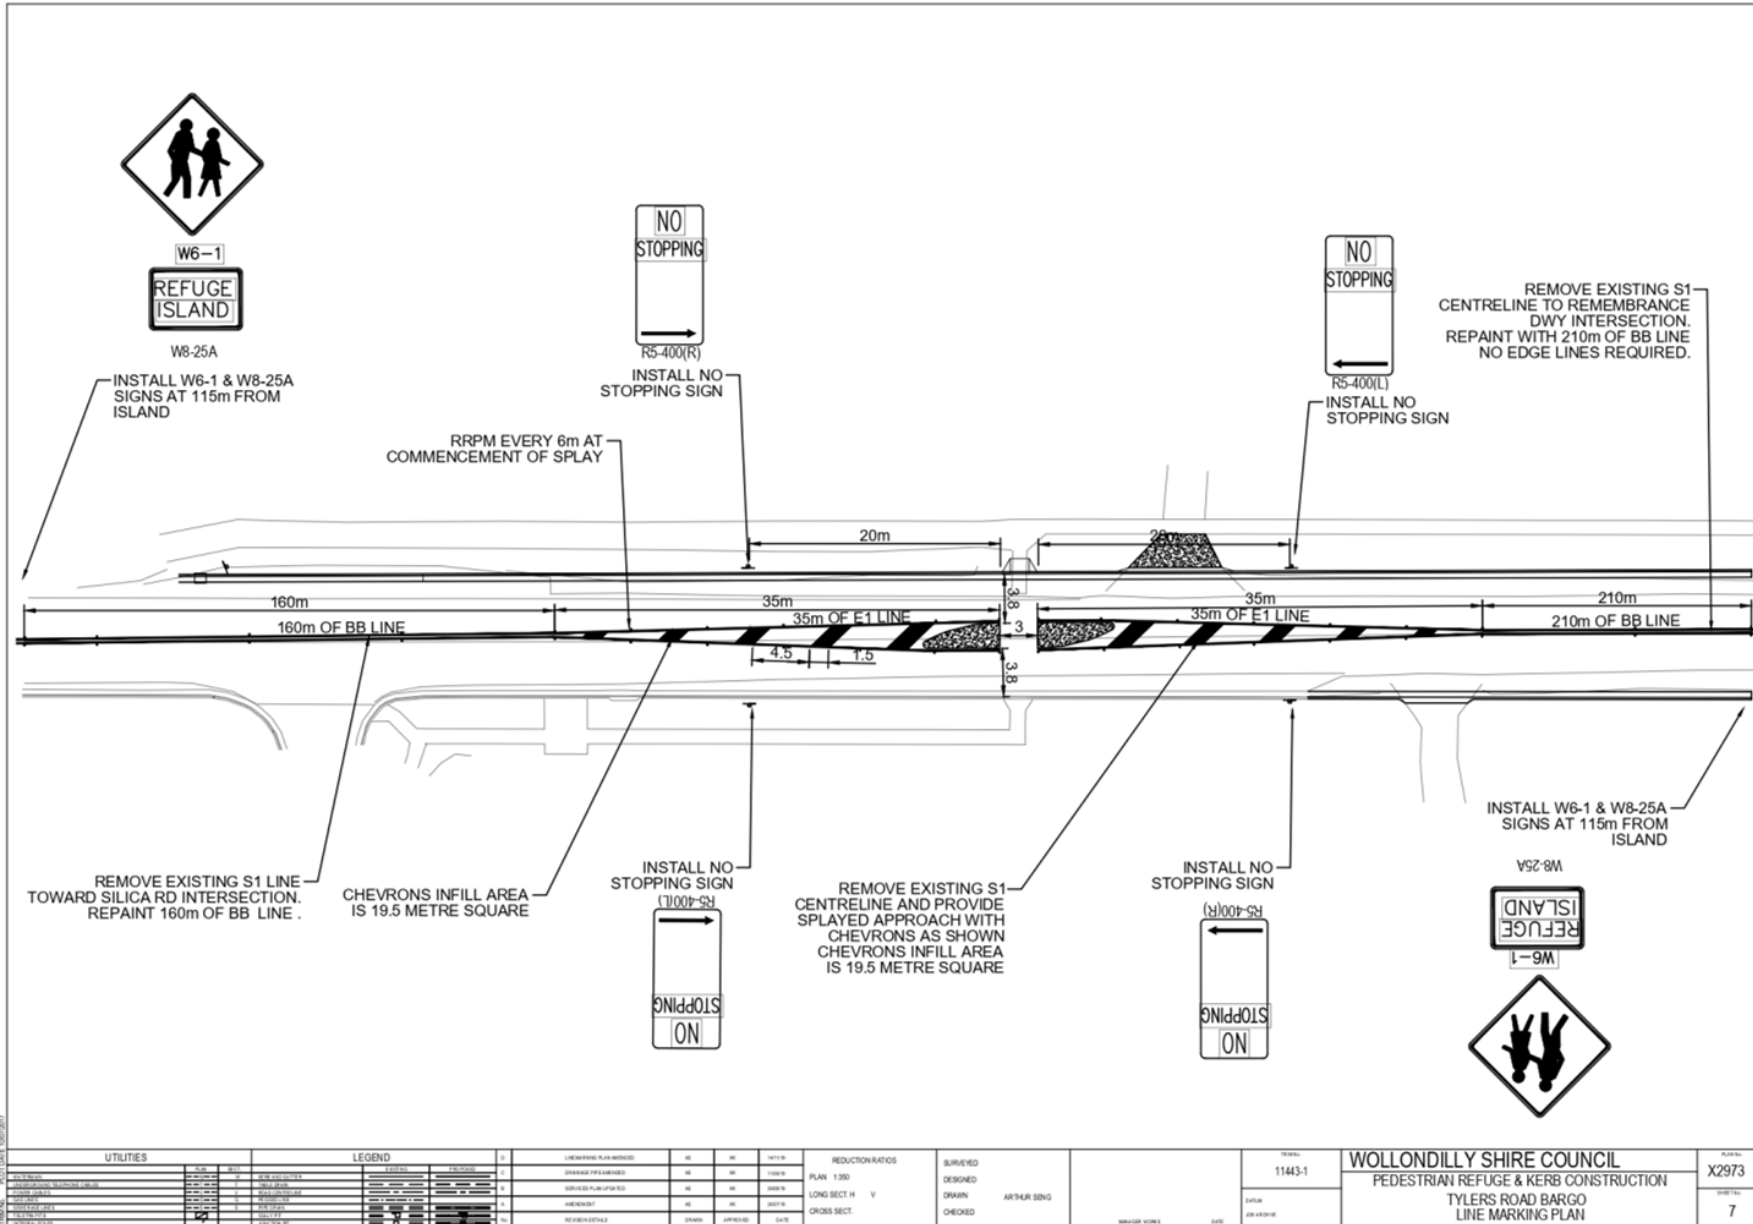 W6-1
REFUGE
ISLAND
W8-25A
INSTALL W6-1 & W8-25A
SIGNS AT 115m FROM
ISLAND
NO
STOPPING
R5-400(R)
INSTALL NO
STOPPING SIGN
RRPM EVERY 6m AT
COMMENCEMENT OF SPLAY
NO
STOPPING
R5-400(L)
INSTALL NO
STOPPING SIGN
REMOVE EXISTING S1
CENTRELINE TO REMEMBRANCE
DWY INTERSECTION.
REPAINT WITH 210m OF BB LINE
NO EDGE LINES REQUIRED.
20m
20m
160m
35m
3.8
35m
210m
160m OF BB LINE
35m OF E1 LINE
3
35m OF E1 LINE
210m OF BB LINE
4.5
1.5
3.8
REMOVE EXISTING S1 LINE
TOWARD SILICA RD INTERSECTION.
REPAINT 160m OF BB LINE .
CHEVRONS INFILL AREA
IS 19.5 METRE SQUARE
INSTALL NO
STOPPING SIGN
R5-400(L)
STOPPING
NO
REMOVE EXISTING S1
CENTRELINE AND PROVIDE
SPLAYED APPROACH WITH
CHEVRONS AS SHOWN
CHEVRONS INFILL AREA
IS 19.5 METRE SQUARE
INSTALL NO
STOPPING SIGN
R5-400(R)
STOPPING
NO
INSTALL W6-1 & W8-25A
SIGNS AT 115m FROM
ISLAND
W8-25A
REFUGE
ISLAND
W6-1
UTILITIES
LEGEND
REDUCTION RATIOS
PLAN 1:350
LONG SECT. H V
CROSS SECT.
SURVEYED
DESIGNED
DRAWN ARTHUR SENG
CHECKED
11443-1
WOLLONDILLY SHIRE COUNCIL
PEDESTRIAN REFUGE & KERB CONSTRUCTION
TYLERS ROAD BARGO
LINE MARKING PLAN
X2973
7